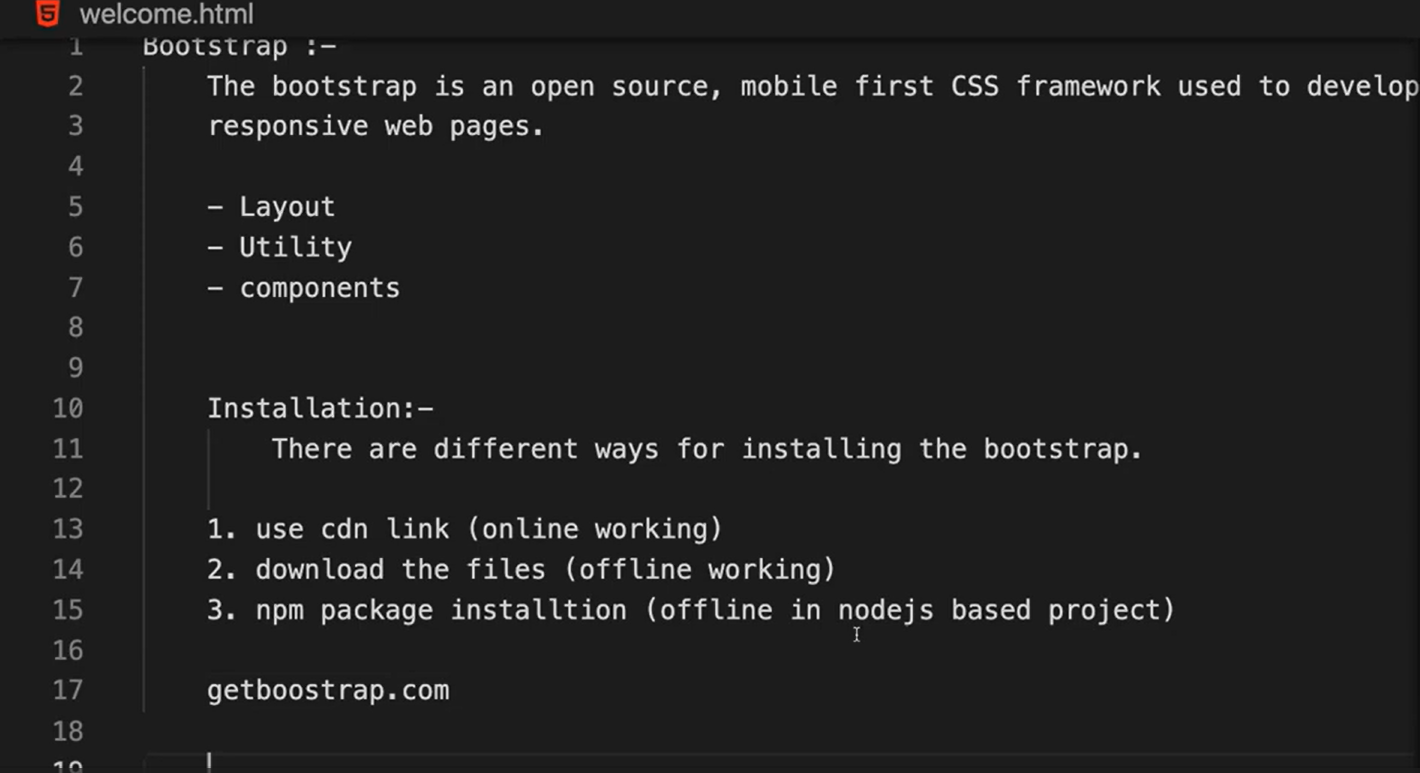 welcome.html
1 Bootstrap :-
2 The bootstrap is an open source, mobile first CSS framework used to develop
3 responsive web pages.
4
5 - Layout
6 - Utility
7 - components
8
9
10 Installation:-
11 There are different ways for installing the bootstrap.
12
13 1. use cdn link (online working)
14 2. download the files (offline working)
15 3. npm package installtion (offline in nodejs based project)
16
17 getboostrap.com
18
19